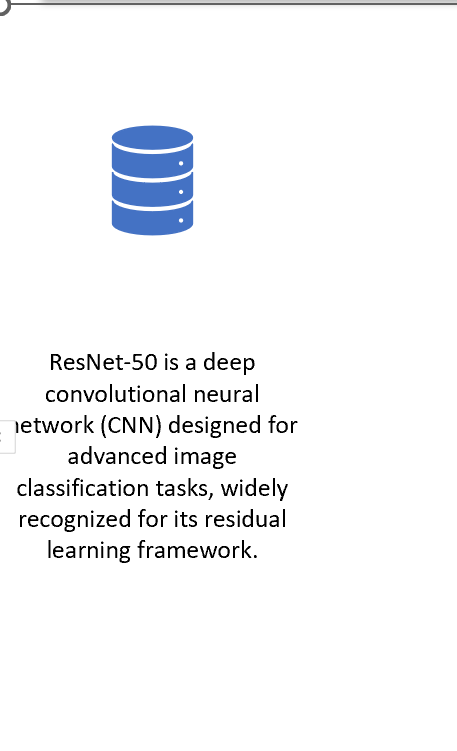 ResNet-50 is a deep
convolutional neural
network (CNN) designed for
advanced image
classification tasks, widely
recognized for its residual
learning framework.